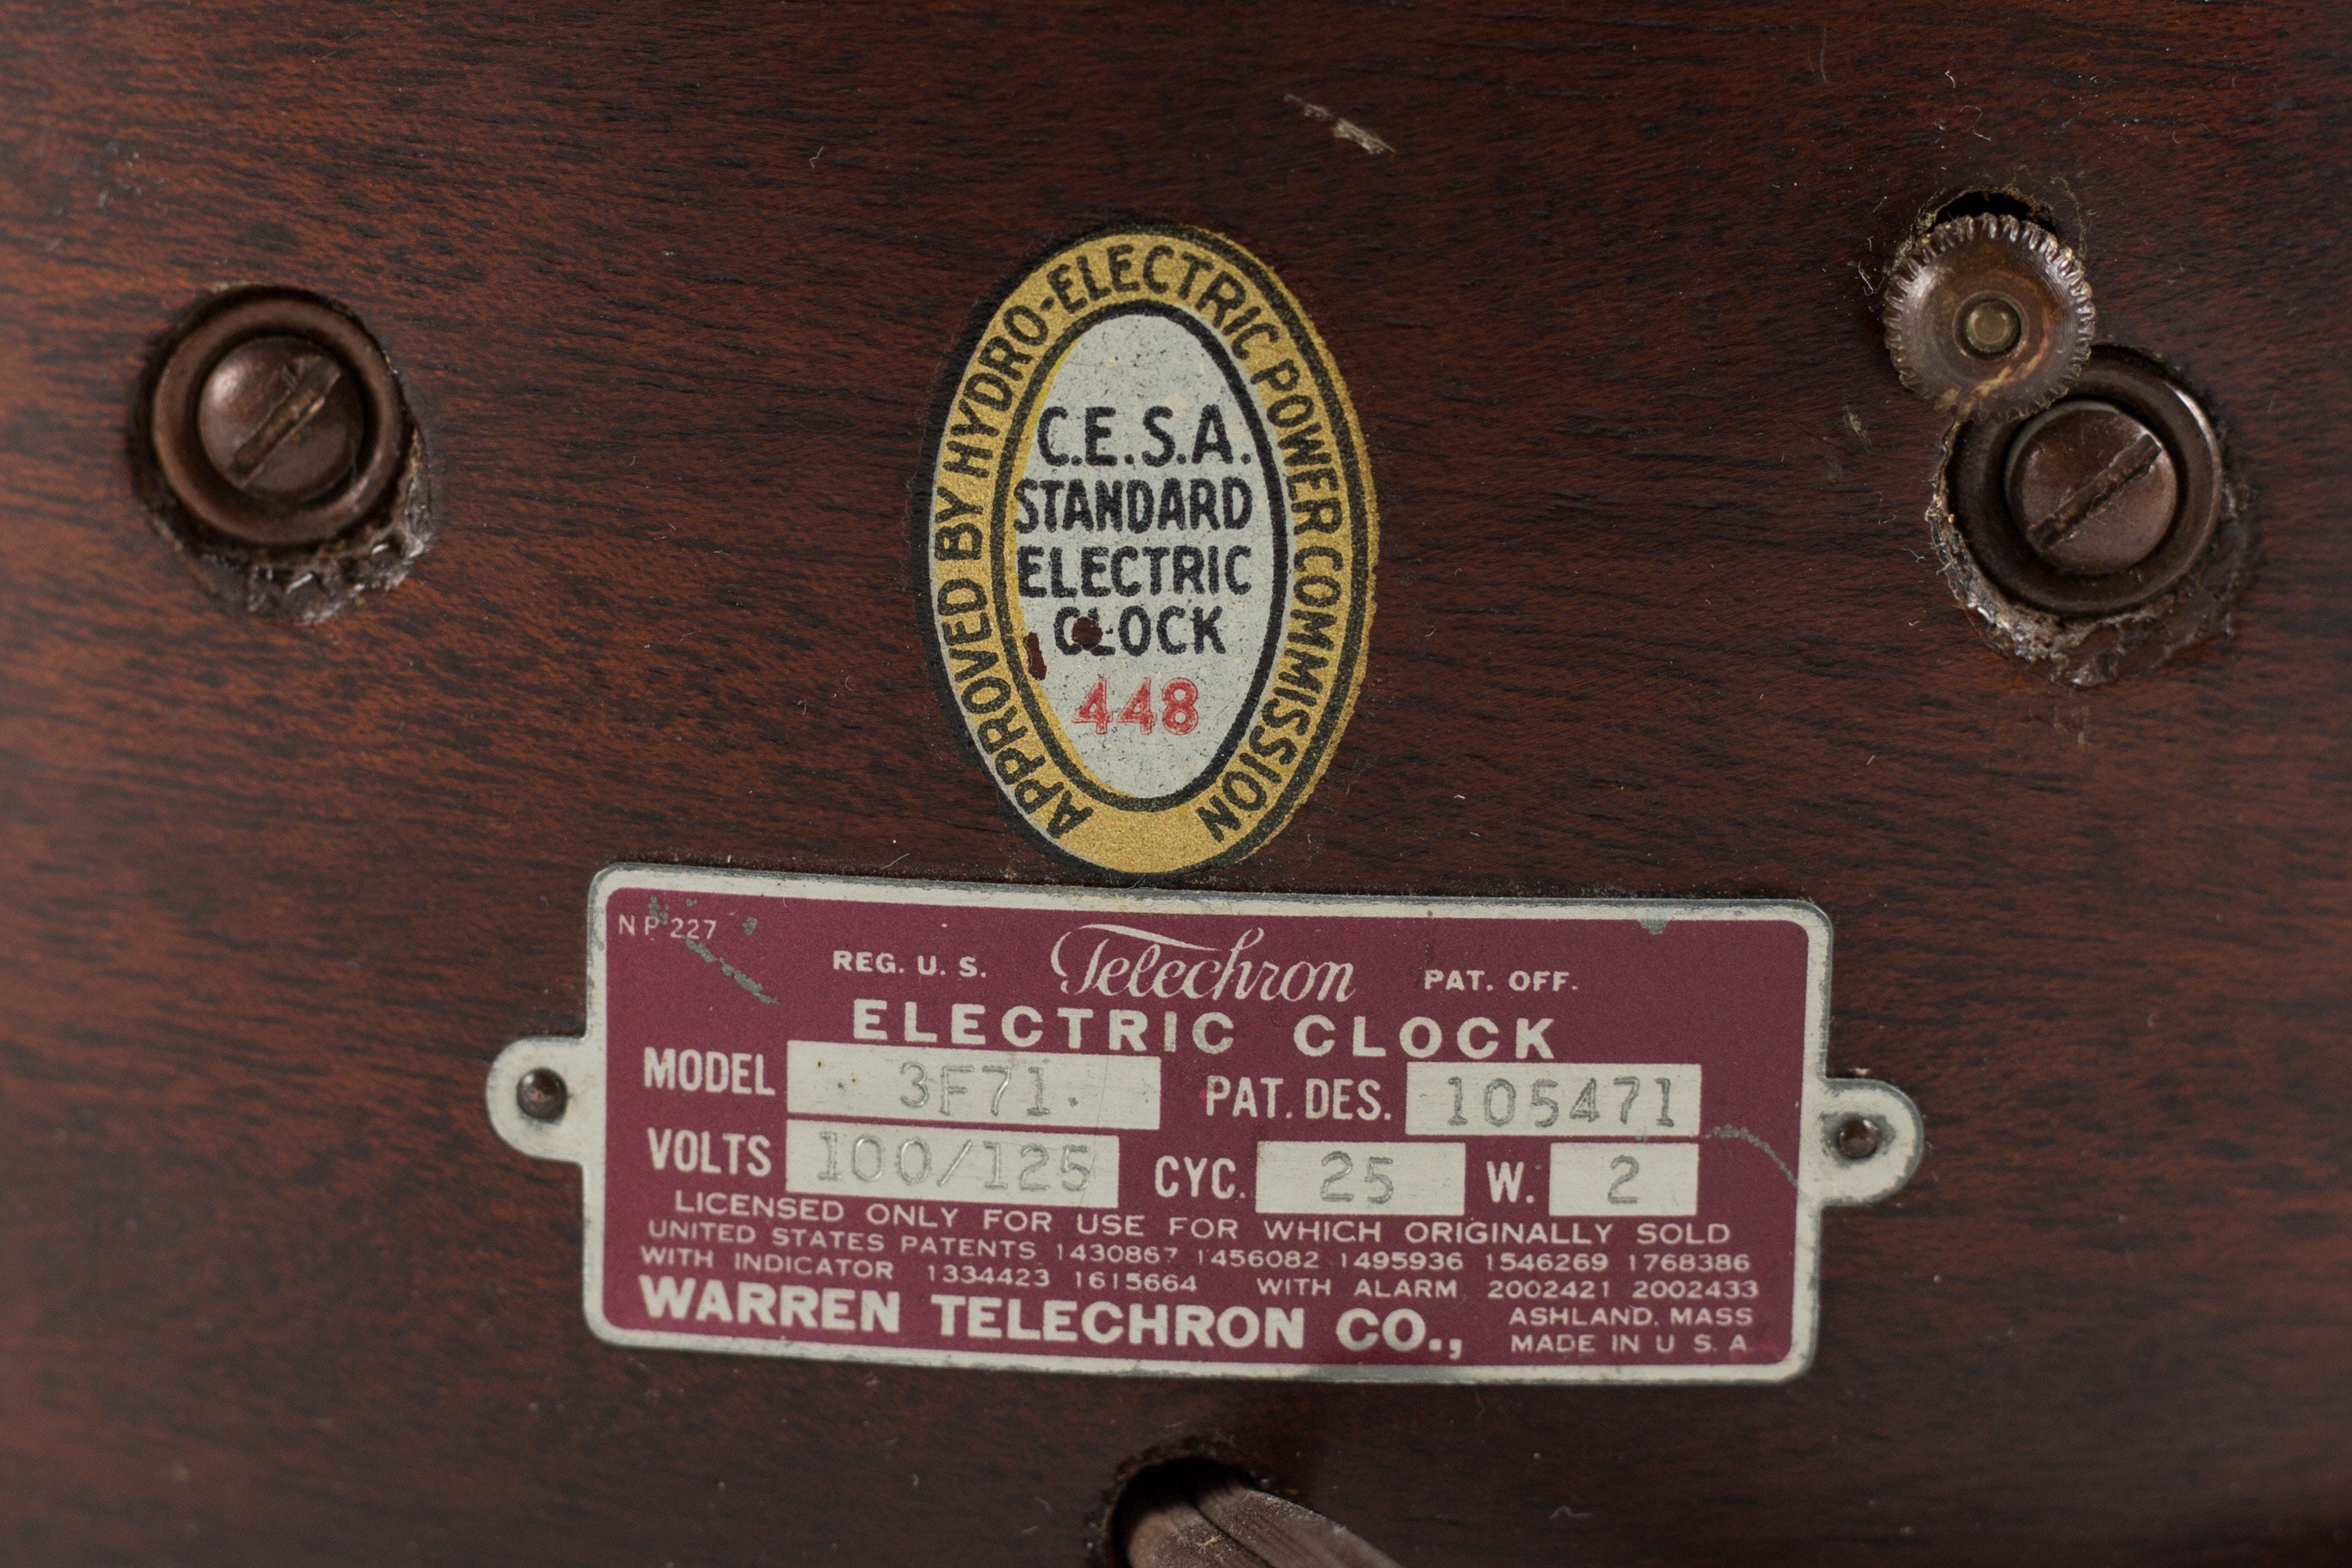 APPROVED BY HYDRO-ELECTRIC POWER COMMISSION
C.E.S.A.
STANDARD
ELECTRIC
CLOCK
448
NP 227
REG. U. S. Telechron PAT. OFF.
ELECTRIC CLOCK
MODEL 3F71. PAT. DES. 105471
VOLTS 100/125 CYC. 25 W. 2
LICENSED ONLY FOR USE FOR WHICH ORIGINALLY SOLD
UNITED STATES PATENTS 1430867 1456082 1495936 1546269 1768386
WITH INDICATOR 1334423 1615664 WITH ALARM 2002421 2002433
WARREN TELECHRON CO., ASHLAND, MASS
MADE IN U S. A